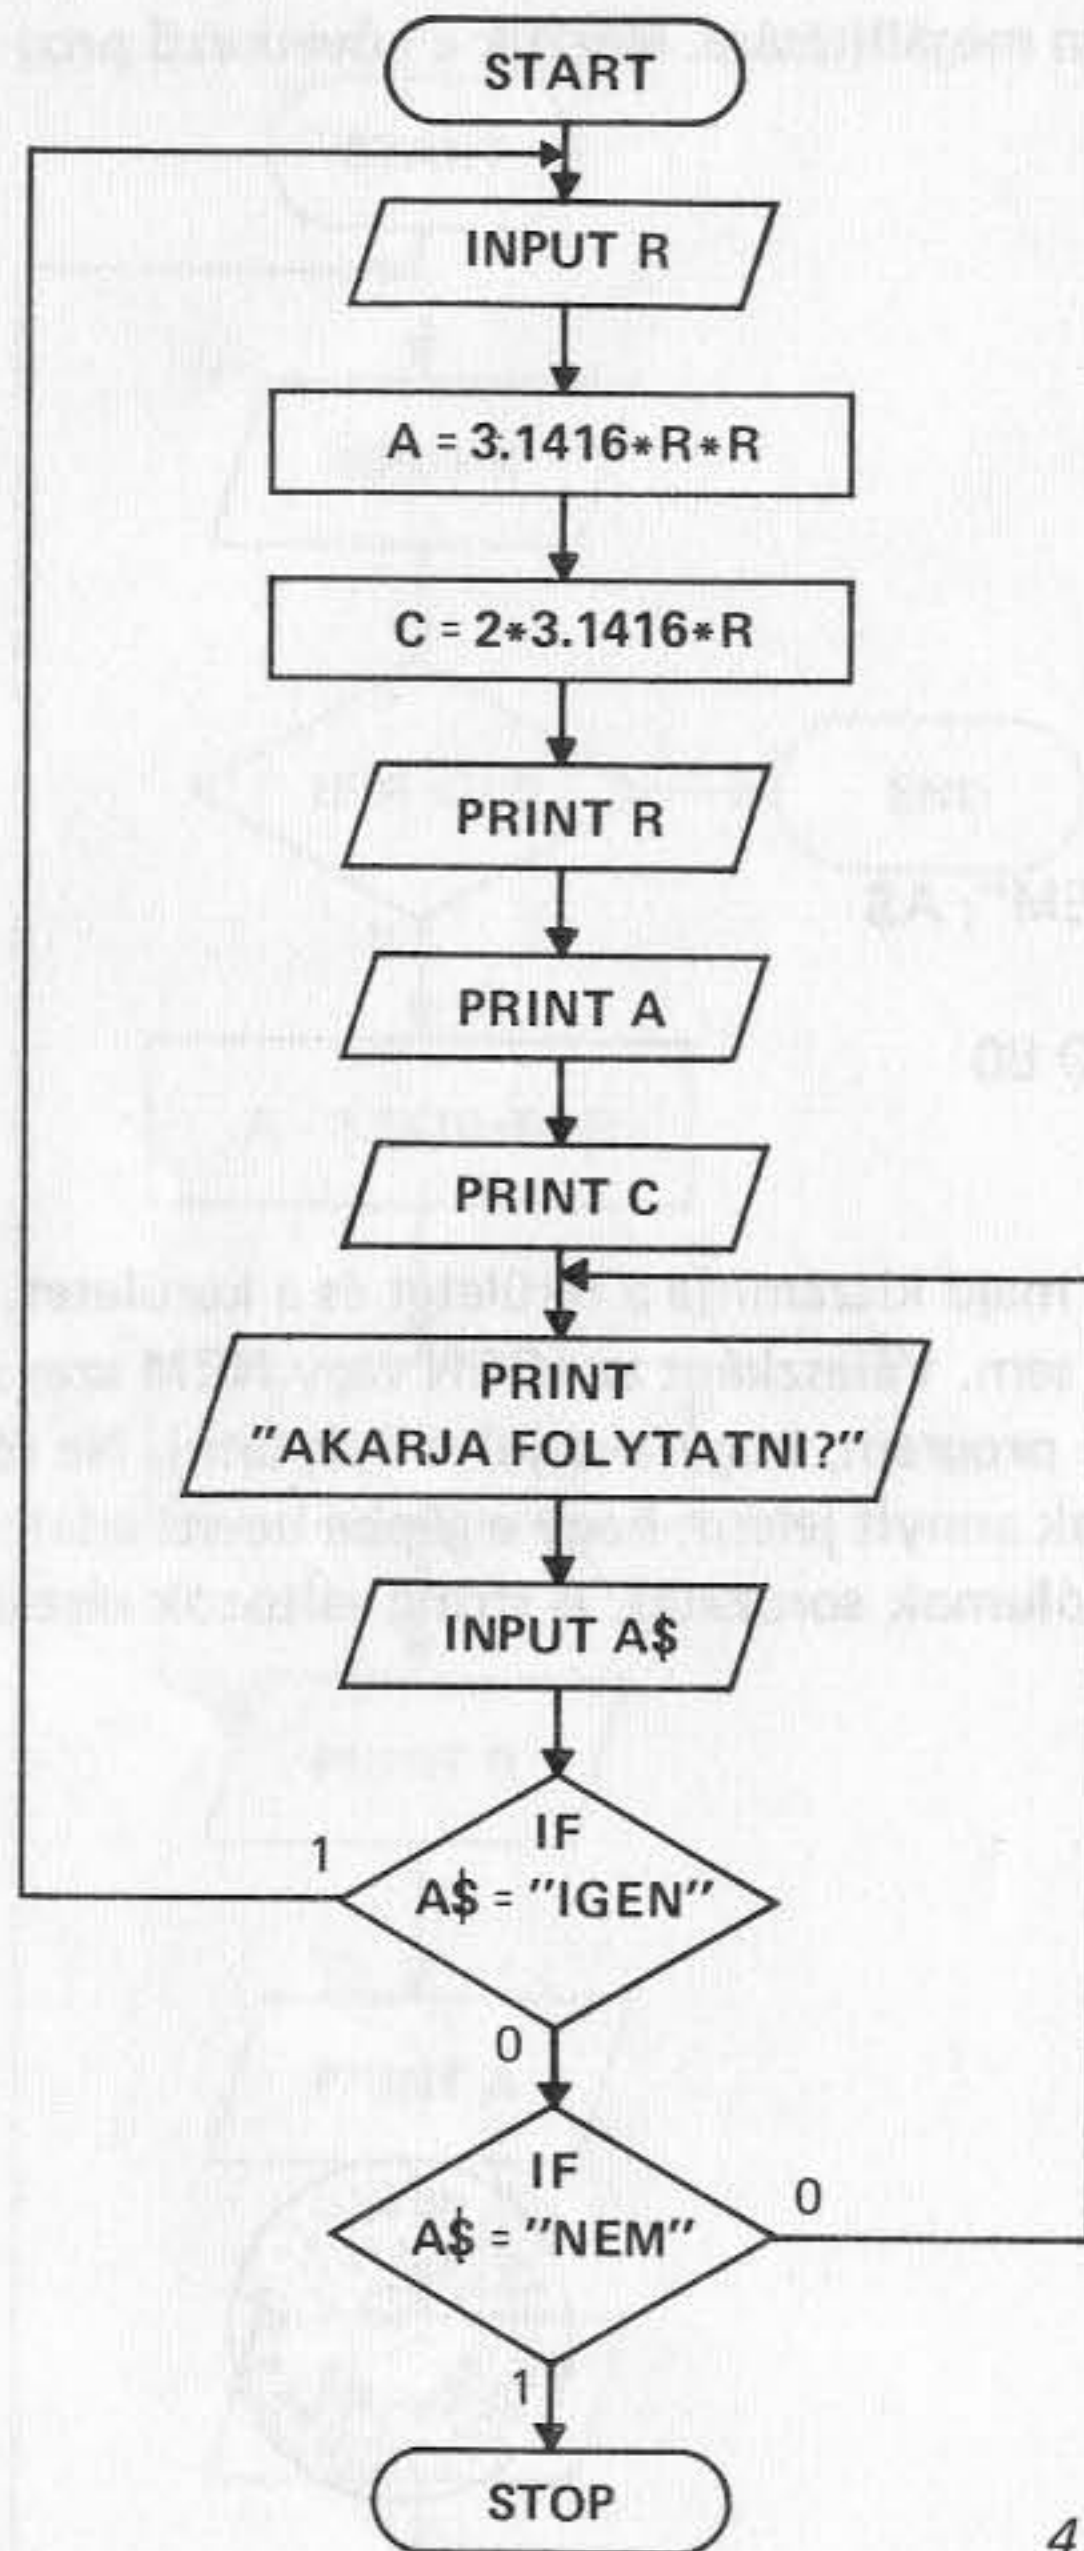 START
INPUT R
A = 3.1416*R*R
C = 2*3.1416*R
PRINT R
PRINT A
PRINT C
PRINT
"AKARJA FOLYTATNI?"
INPUT A$
IF
A$ = "IGEN"
1
0
IF
A$ = "NEM"
0
1
STOP
4